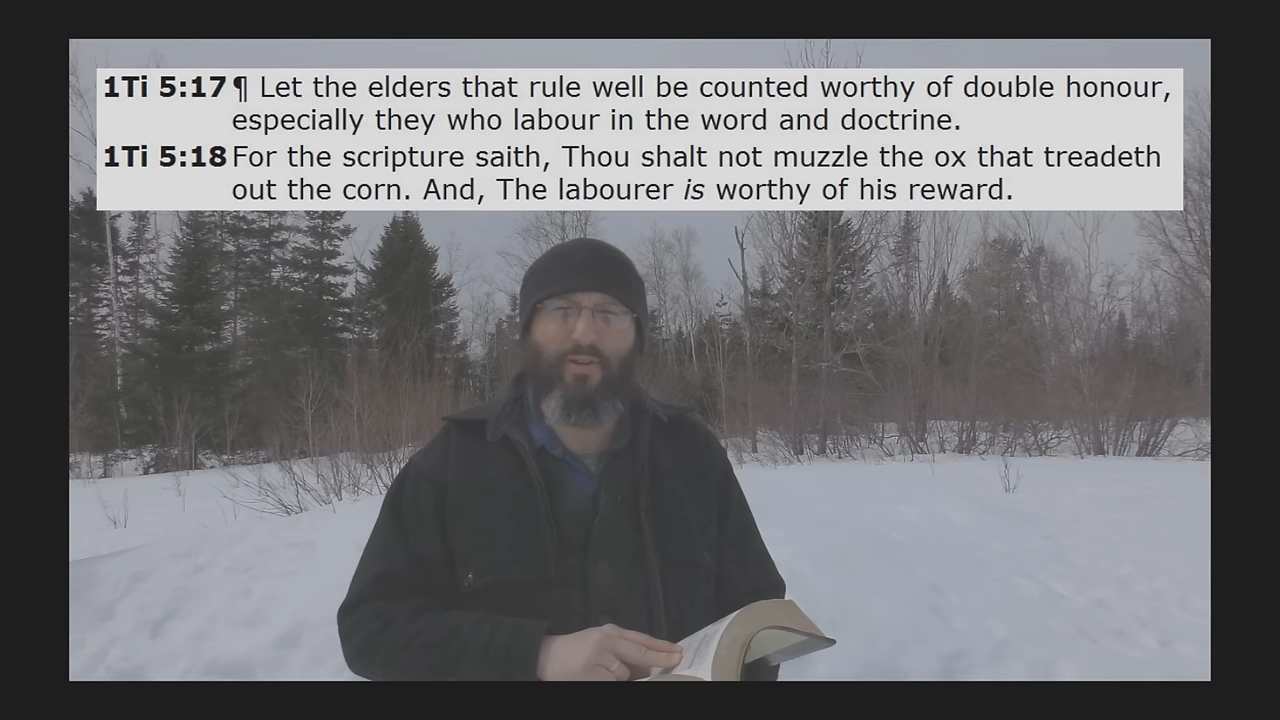 1Ti 5:17 ¶ Let the elders that rule well be counted worthy of double honour,
especially they who labour in the word and doctrine.
1Ti 5:18 For the scripture saith, Thou shalt not muzzle the ox that treadeth
out the corn. And, The labourer is worthy of his reward.